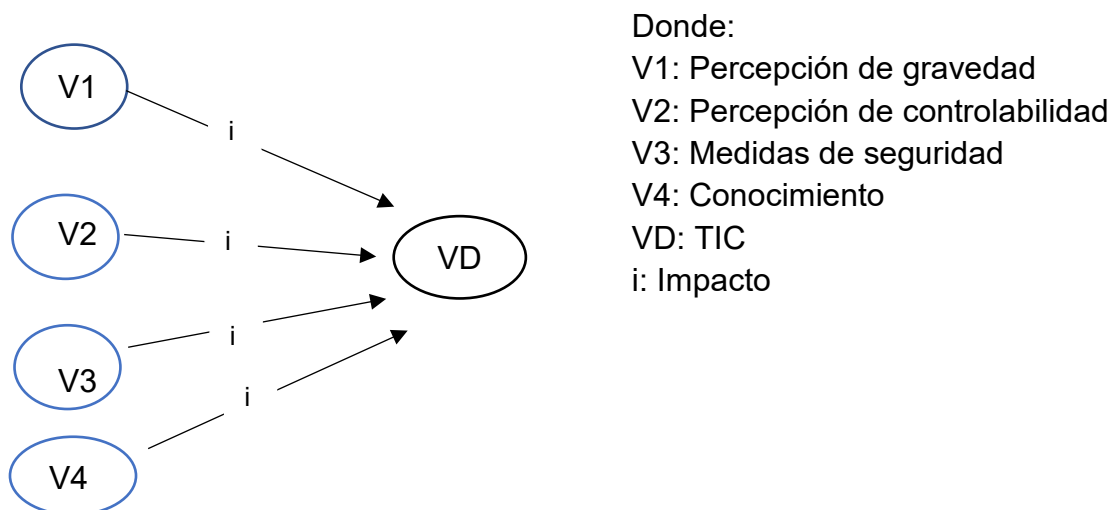 V1
i
V2
i
VD
V3
i
V4
i
Donde:
V1: Percepción de gravedad
V2: Percepción de controlabilidad
V3: Medidas de seguridad
V4: Conocimiento
VD: TIC
i: Impacto